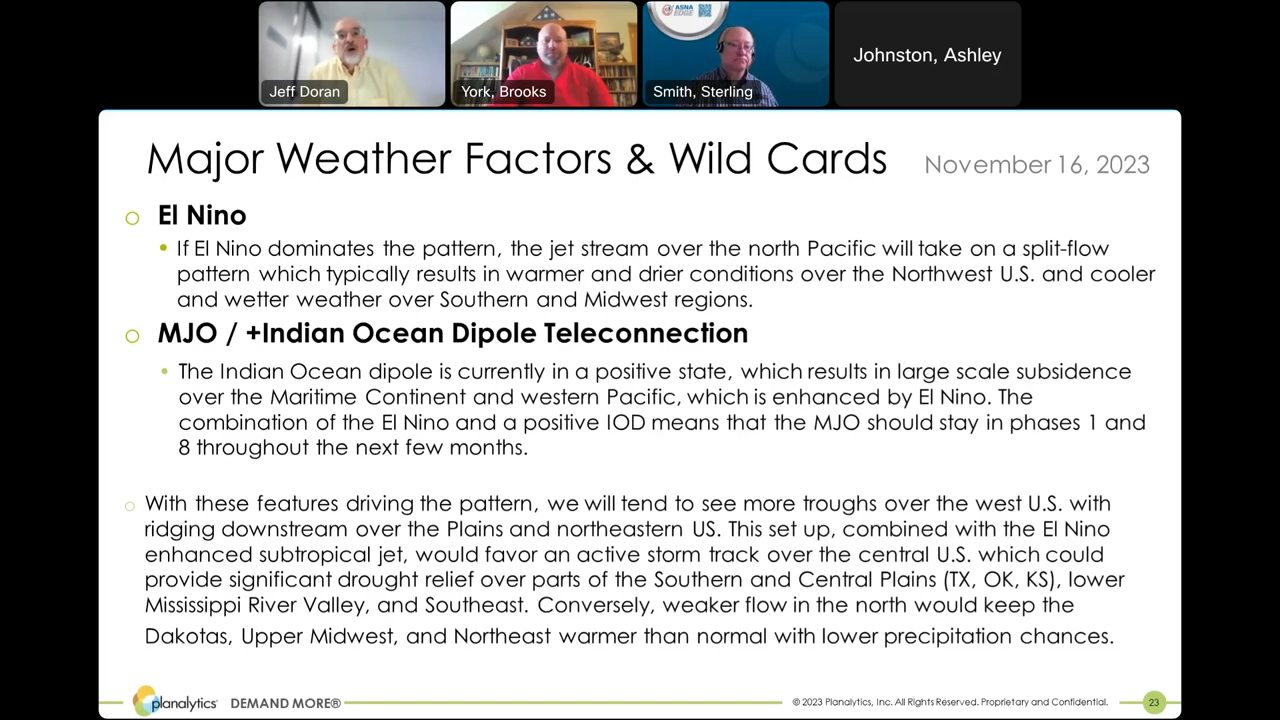 ASNA
EDGE
Johnston, Ashley
Jeff Doran
York, Brooks
Smith, Sterling
Major Weather Factors & Wild Cards
November 16, 2023
El Nino
If El Nino dominates the pattern, the jet stream over the north Pacific will take on a split-flow
pattern which typically results in warmer and drier conditions over the Northwest U.S. and cooler
and wetter weather over Southern and Midwest regions.
MJO / +Indian Ocean Dipole Teleconnection
The Indian Ocean dipole is currently in a positive state, which results in large scale subsidence
over the Maritime Continent and western Pacific, which is enhanced by El Nino. The
combination of the El Nino and a positive IOD means that the MJO should stay in phases 1 and
8 throughout the next few months.
With these features driving the pattern, we will tend to see more troughs over the west U.S. with
ridging downstream over the Plains and northeastern US. This set up, combined with the El Nino
enhanced subtropical jet, would favor an active storm track over the central U.S. which could
provide significant drought relief over parts of the Southern and Central Plains (TX, OK, KS), lower
Mississippi River Valley, and Southeast. Conversely, weaker flow in the north would keep the
Dakotas, Upper Midwest, and Northeast warmer than normal with lower precipitation chances.
planalytics
DEMAND MORE®
© 2023 Planalytics, Inc. All Rights Reserved. Proprietary and Confidential.
23